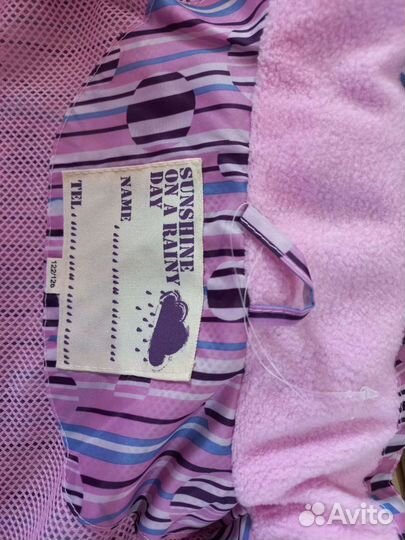 SUNSHINE
ON A RAINY
DAY
NAME
TEL
122/128
Avito